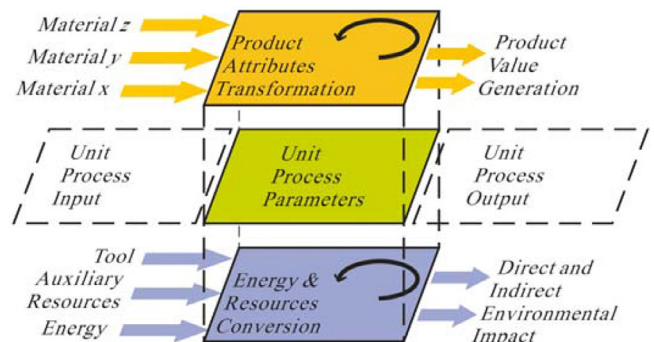 Material z
Material y
Material x
Product
Attributes
Transformation
Product
Value
Generation
Unit
Process
Input
Unit
Process
Parameters
Unit
Process
Output
Tool
Auxiliary
Resources
Energy
Energy &
Resources
Conversion
Direct and
Indirect
Environmental
Impact